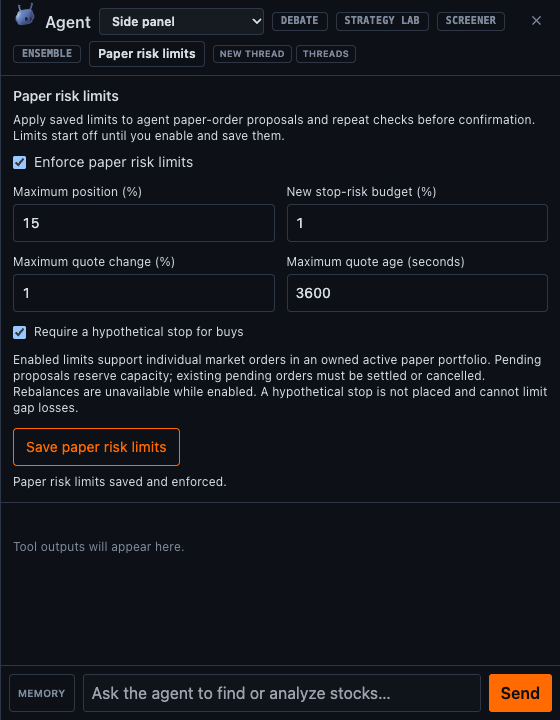 Agent Side panel DEBATE STRATEGY LAB SCREENER ×
ENSEMBLE Paper risk limits NEW THREAD THREADS
Paper risk limits
Apply saved limits to agent paper-order proposals and repeat checks before confirmation.
Limits start off until you enable and save them.
Enforce paper risk limits
Maximum position (%) New stop-risk budget (%)
15 1
Maximum quote change (%) Maximum quote age (seconds)
1 3600
Require a hypothetical stop for buys
Enabled limits support individual market orders in an owned active paper portfolio. Pending
proposals reserve capacity; existing pending orders must be settled or cancelled.
Rebalances are unavailable while enabled. A hypothetical stop is not placed and cannot limit
gap losses.
Save paper risk limits
Paper risk limits saved and enforced.
Tool outputs will appear here.
MEMORY Ask the agent to find or analyze stocks... Send